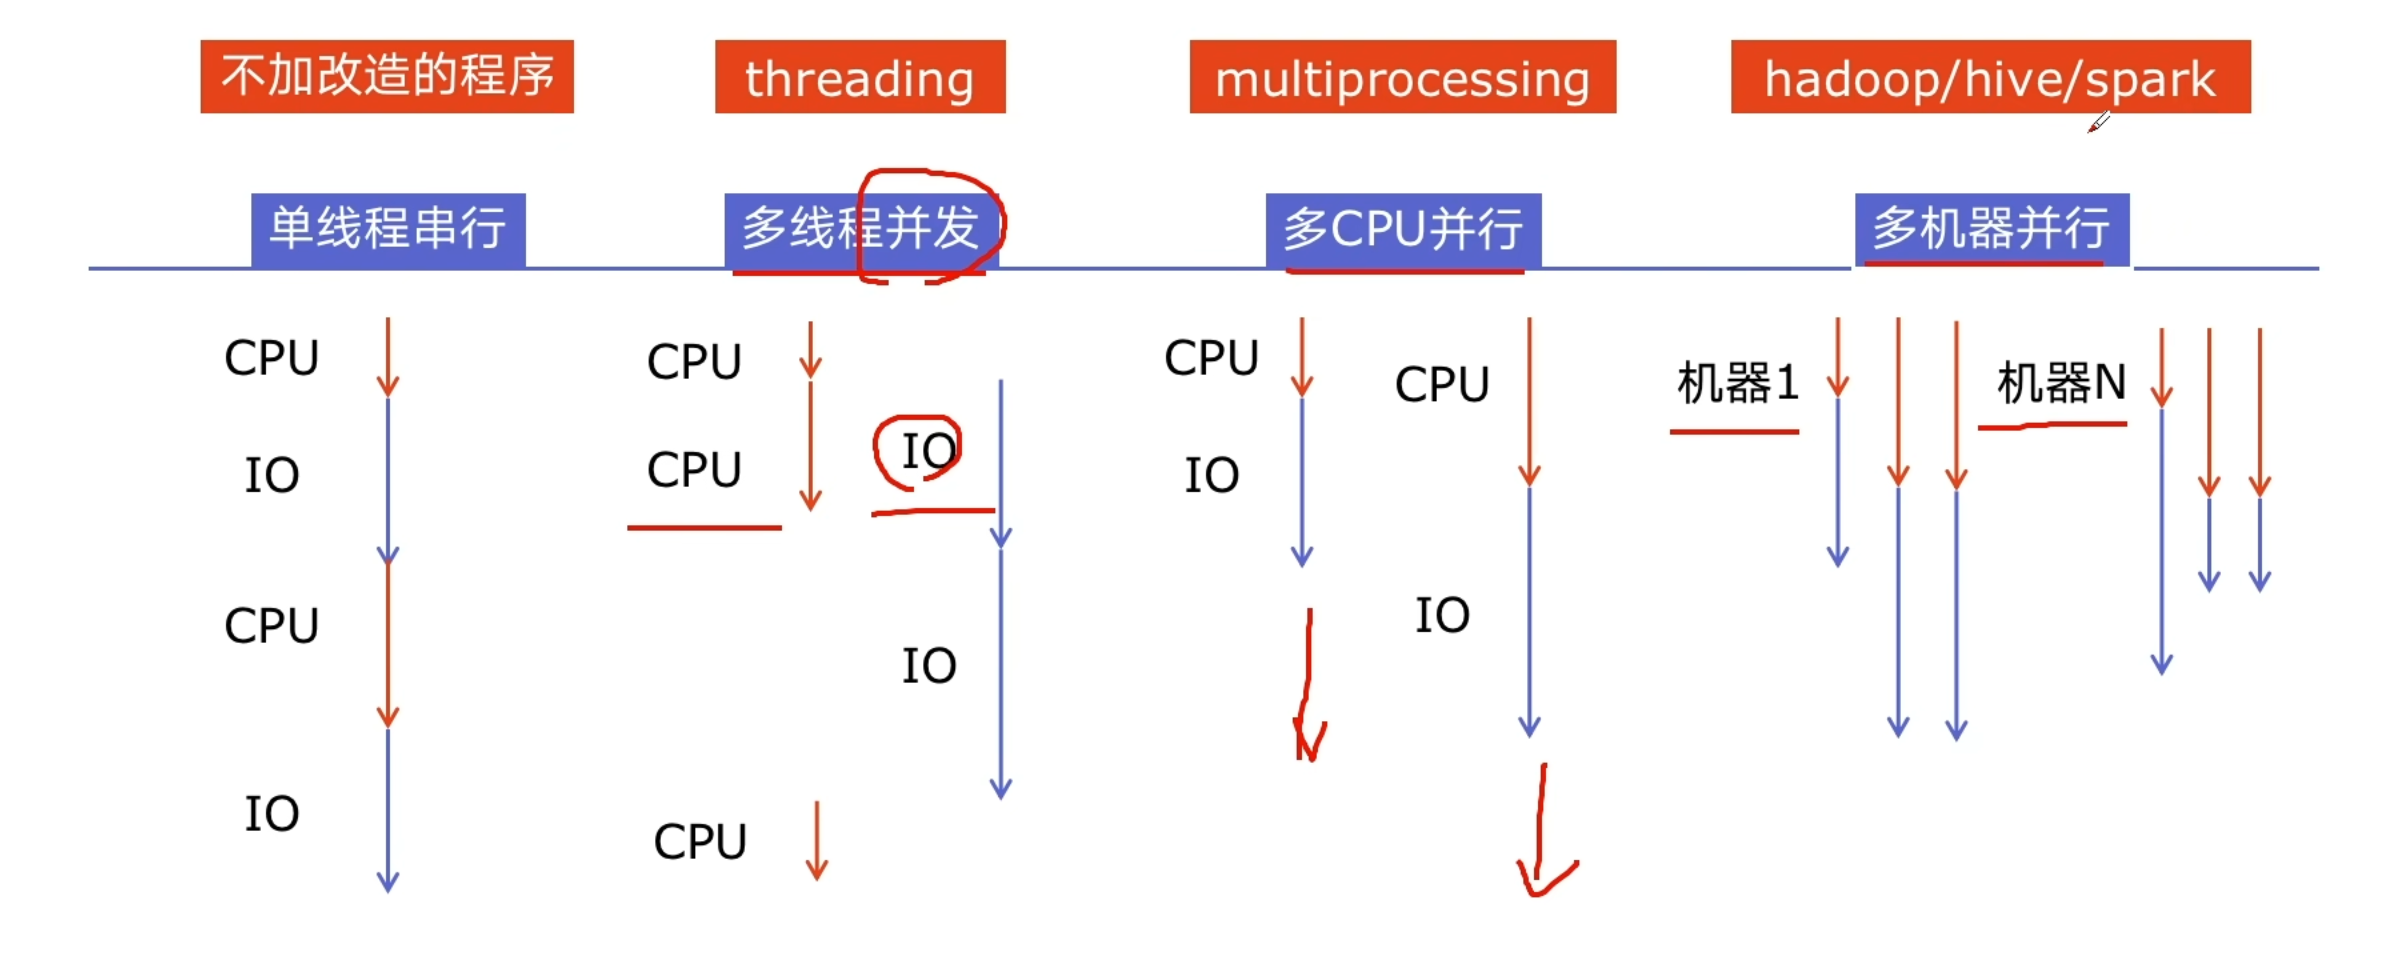 不加改造的程序
threading
multiprocessing
hadoop/hive/spark
单线程串行
多线程并发
多CPU并行
多机器并行
CPU
IO
CPU
IO
CPU
CPU
IO
IO
CPU
CPU
IO
CPU
IO
机器1
机器N